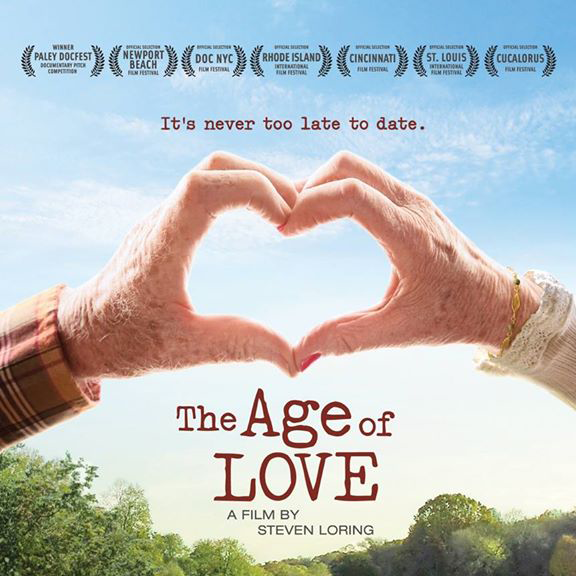 WINNER
PALEY DOCFEST
DOCUMENTARY PITCH
COMPETITION
OFFICIAL SELECTION
NEWPORT
BEACH
FILM FESTIVAL
OFFICIAL SELECTION
DOC NYC
FILM FESTIVAL
OFFICIAL SELECTION
RHODE ISLAND
INTERNATIONAL
FILM FESTIVAL
OFFICIAL SELECTION
CINCINNATI
FILM FESTIVAL
OFFICIAL SELECTION
ST. LOUIS
INTERNATIONAL
FILM FESTIVAL
OFFICIAL SELECTION
CUCALORUS
FILM FESTIVAL
It's never too late to date.
The Age of
LOVE
A FILM BY
STEVEN LORING